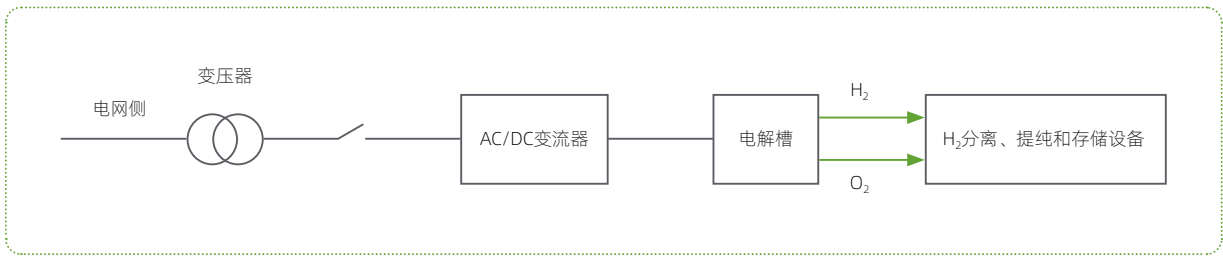 变压器
电网侧
AC/DC变流器
电解槽
H₂
O₂
H₂分离、提纯和存储设备